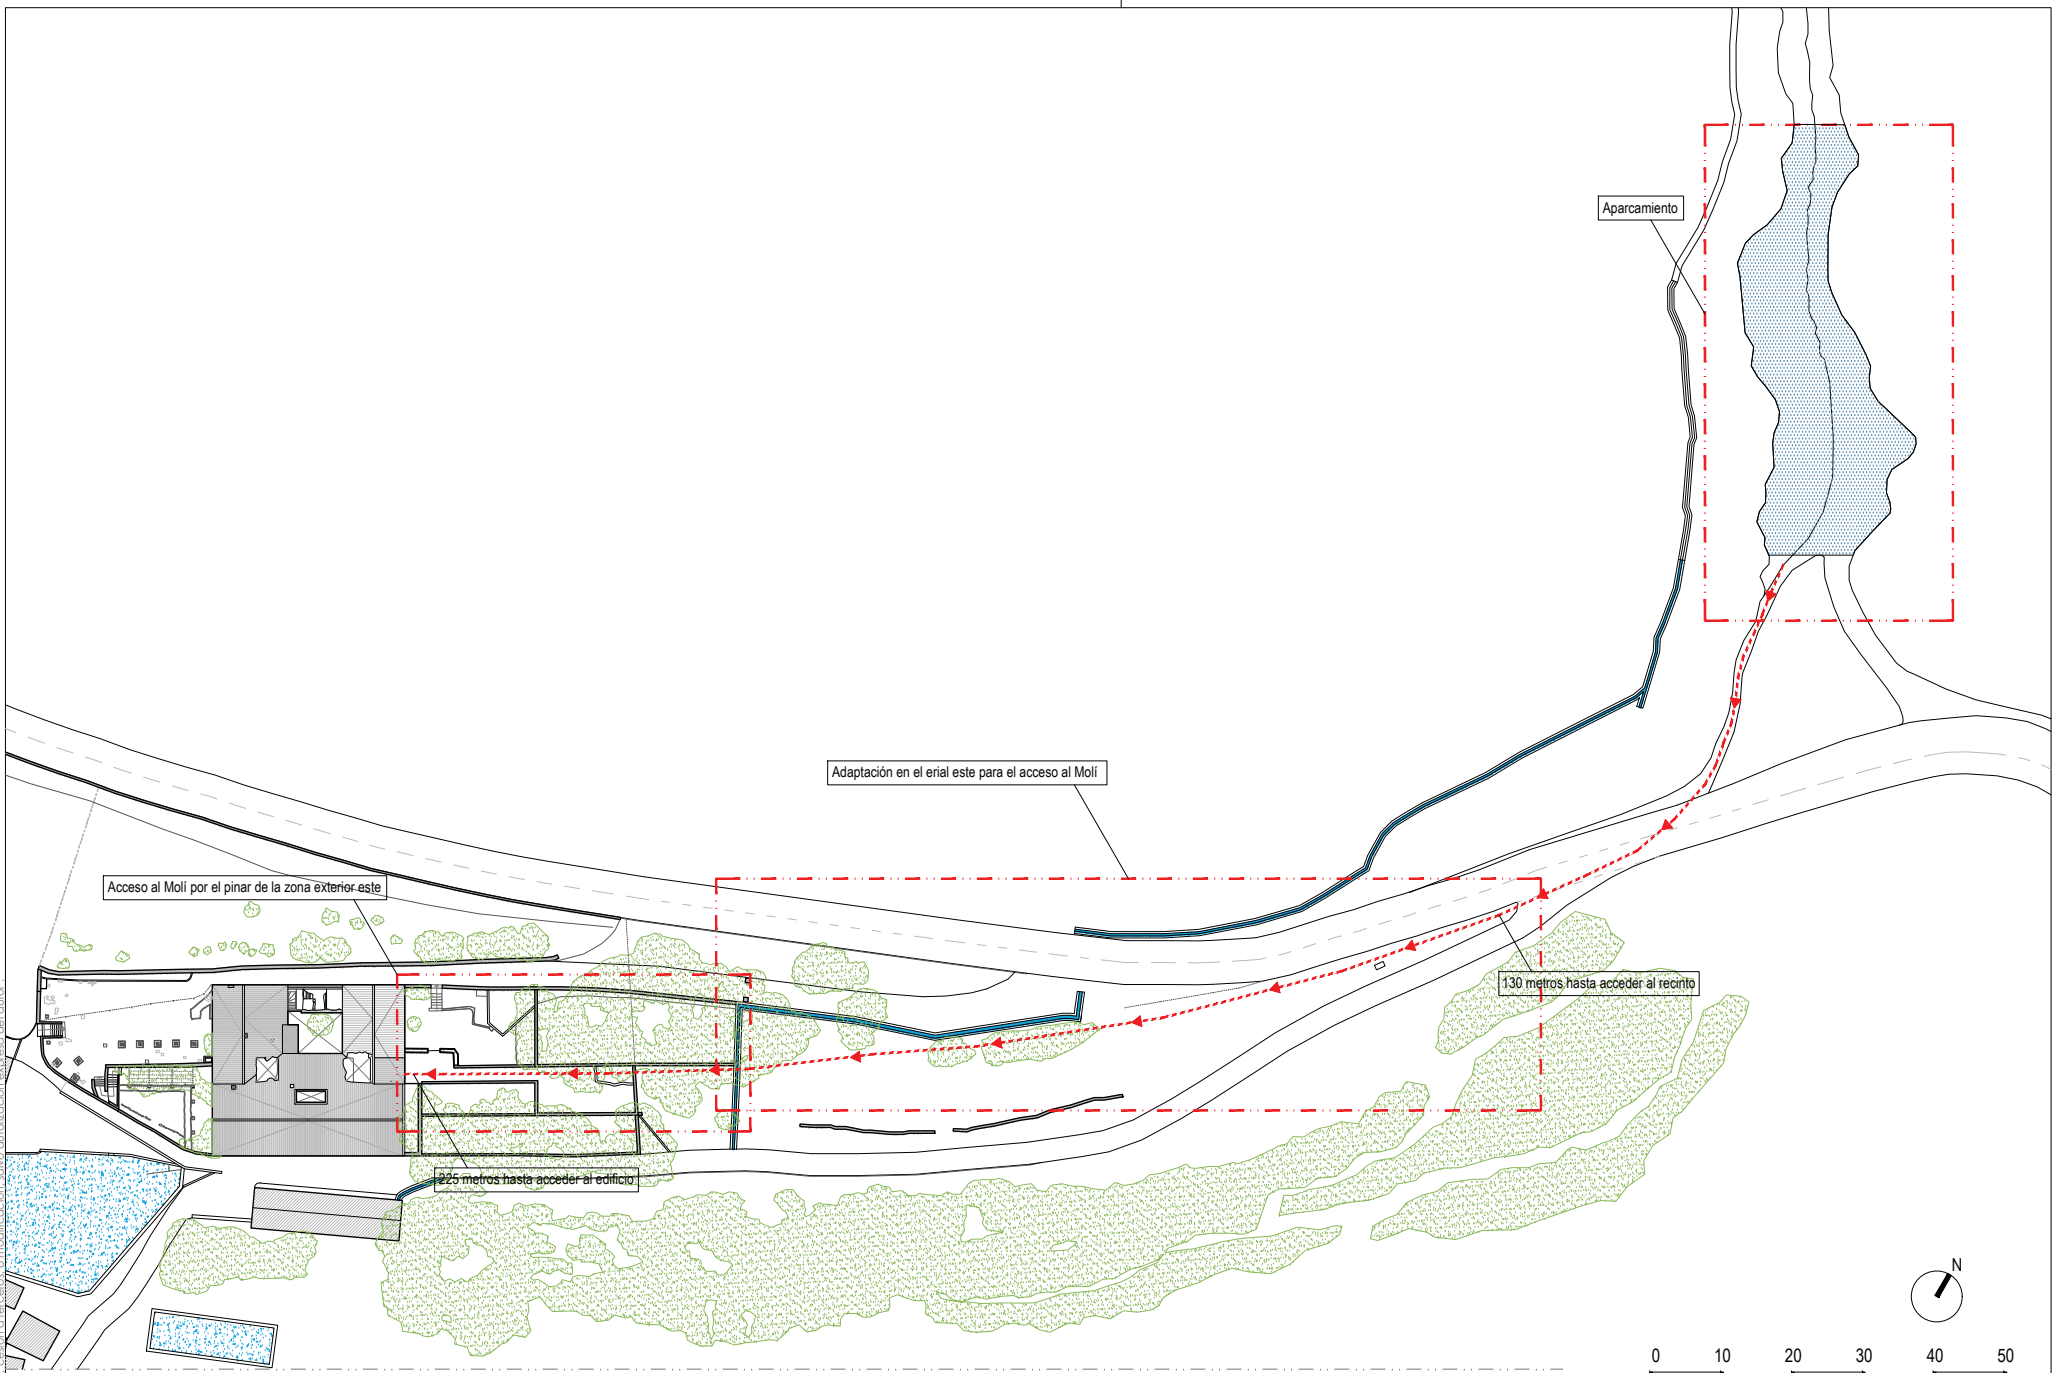 Aparcamiento
Adaptación en el erial este para el acceso al Molí
Acceso al Molí por el pinar de la zona exterior este
130 metros hasta acceder al recinto
225 metros hasta acceder al edificio
N
0 10 20 30 40 50